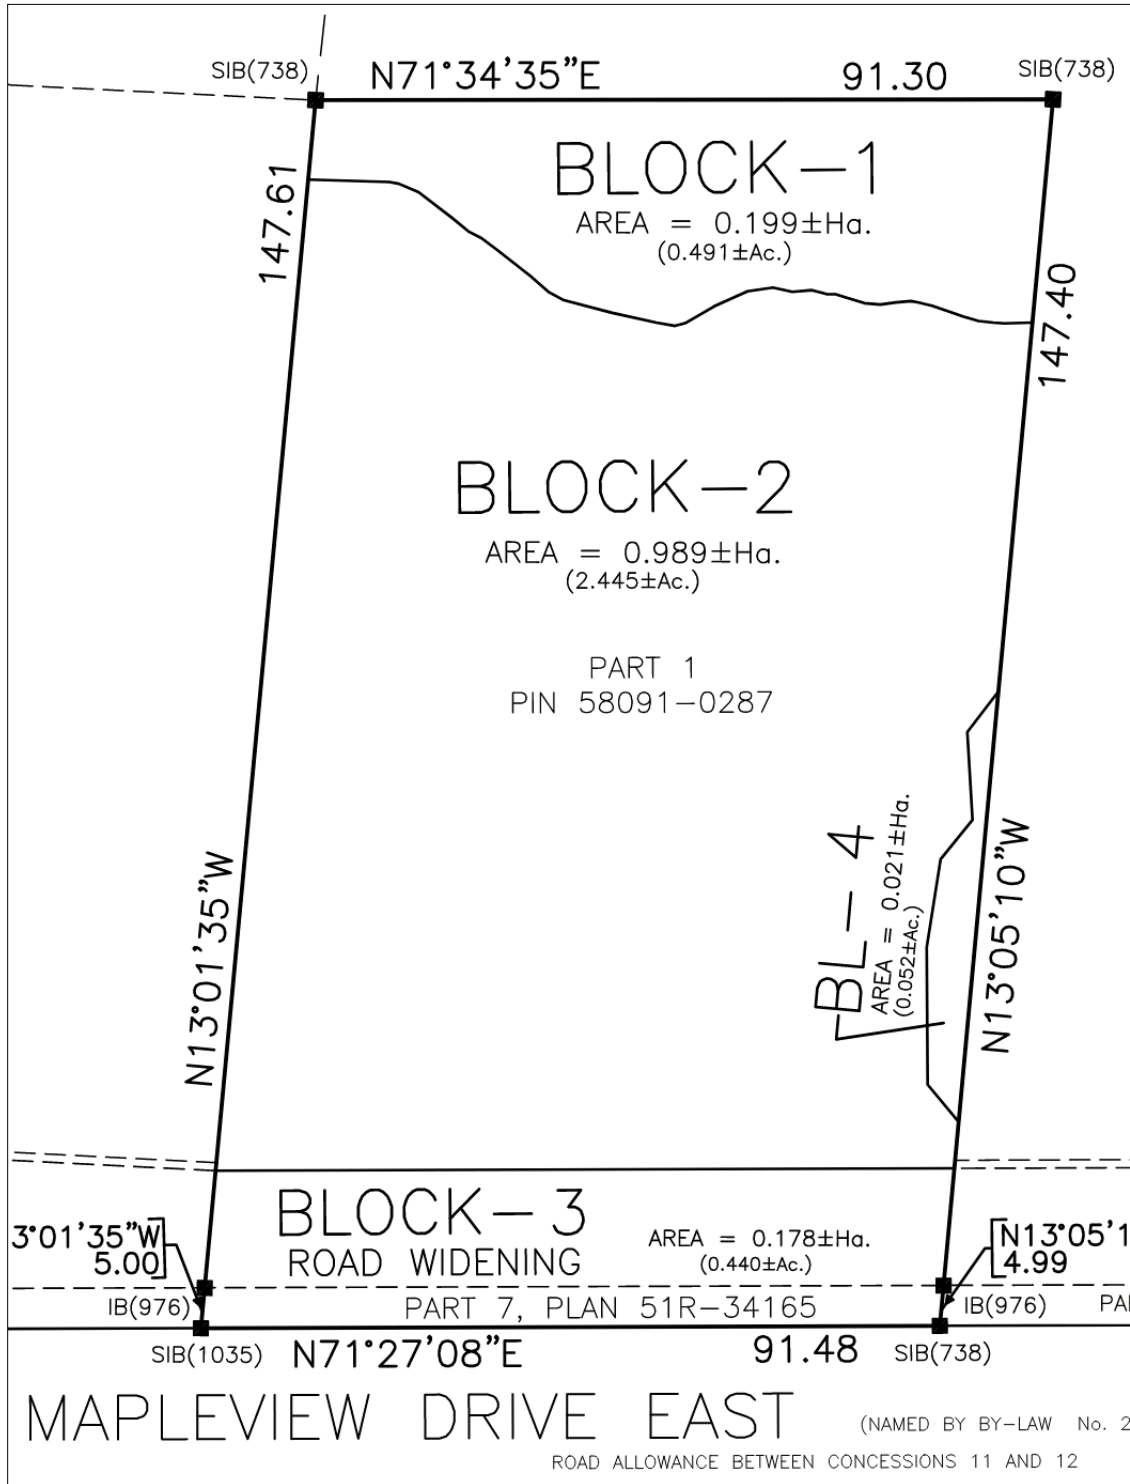 SIB(738)
N71°34'35"E
91.30
SIB(738)
147.61
BLOCK-1
AREA = 0.199±Ha.
(0.491±Ac.)
147.40
BLOCK-2
AREA = 0.989±Ha.
(2.445±Ac.)
PART 1
PIN 58091-0287
BL-4
AREA = 0.021±Ha.
(0.052±Ac.)
N13°01'35"W
N13°05'10"W
BLOCK-3
ROAD WIDENING
AREA = 0.178±Ha.
(0.440±Ac.)
3°01'35"W
5.00
N13°05'1
4.99
IB(976)
PART 7, PLAN 51R-34165
IB(976)
PA
SIB(1035)
N71°27'08"E
91.48
SIB(738)
MAPLEVIEW DRIVE EAST
(NAMED BY BY-LAW No. 2
ROAD ALLOWANCE BETWEEN CONCESSIONS 11 AND 12